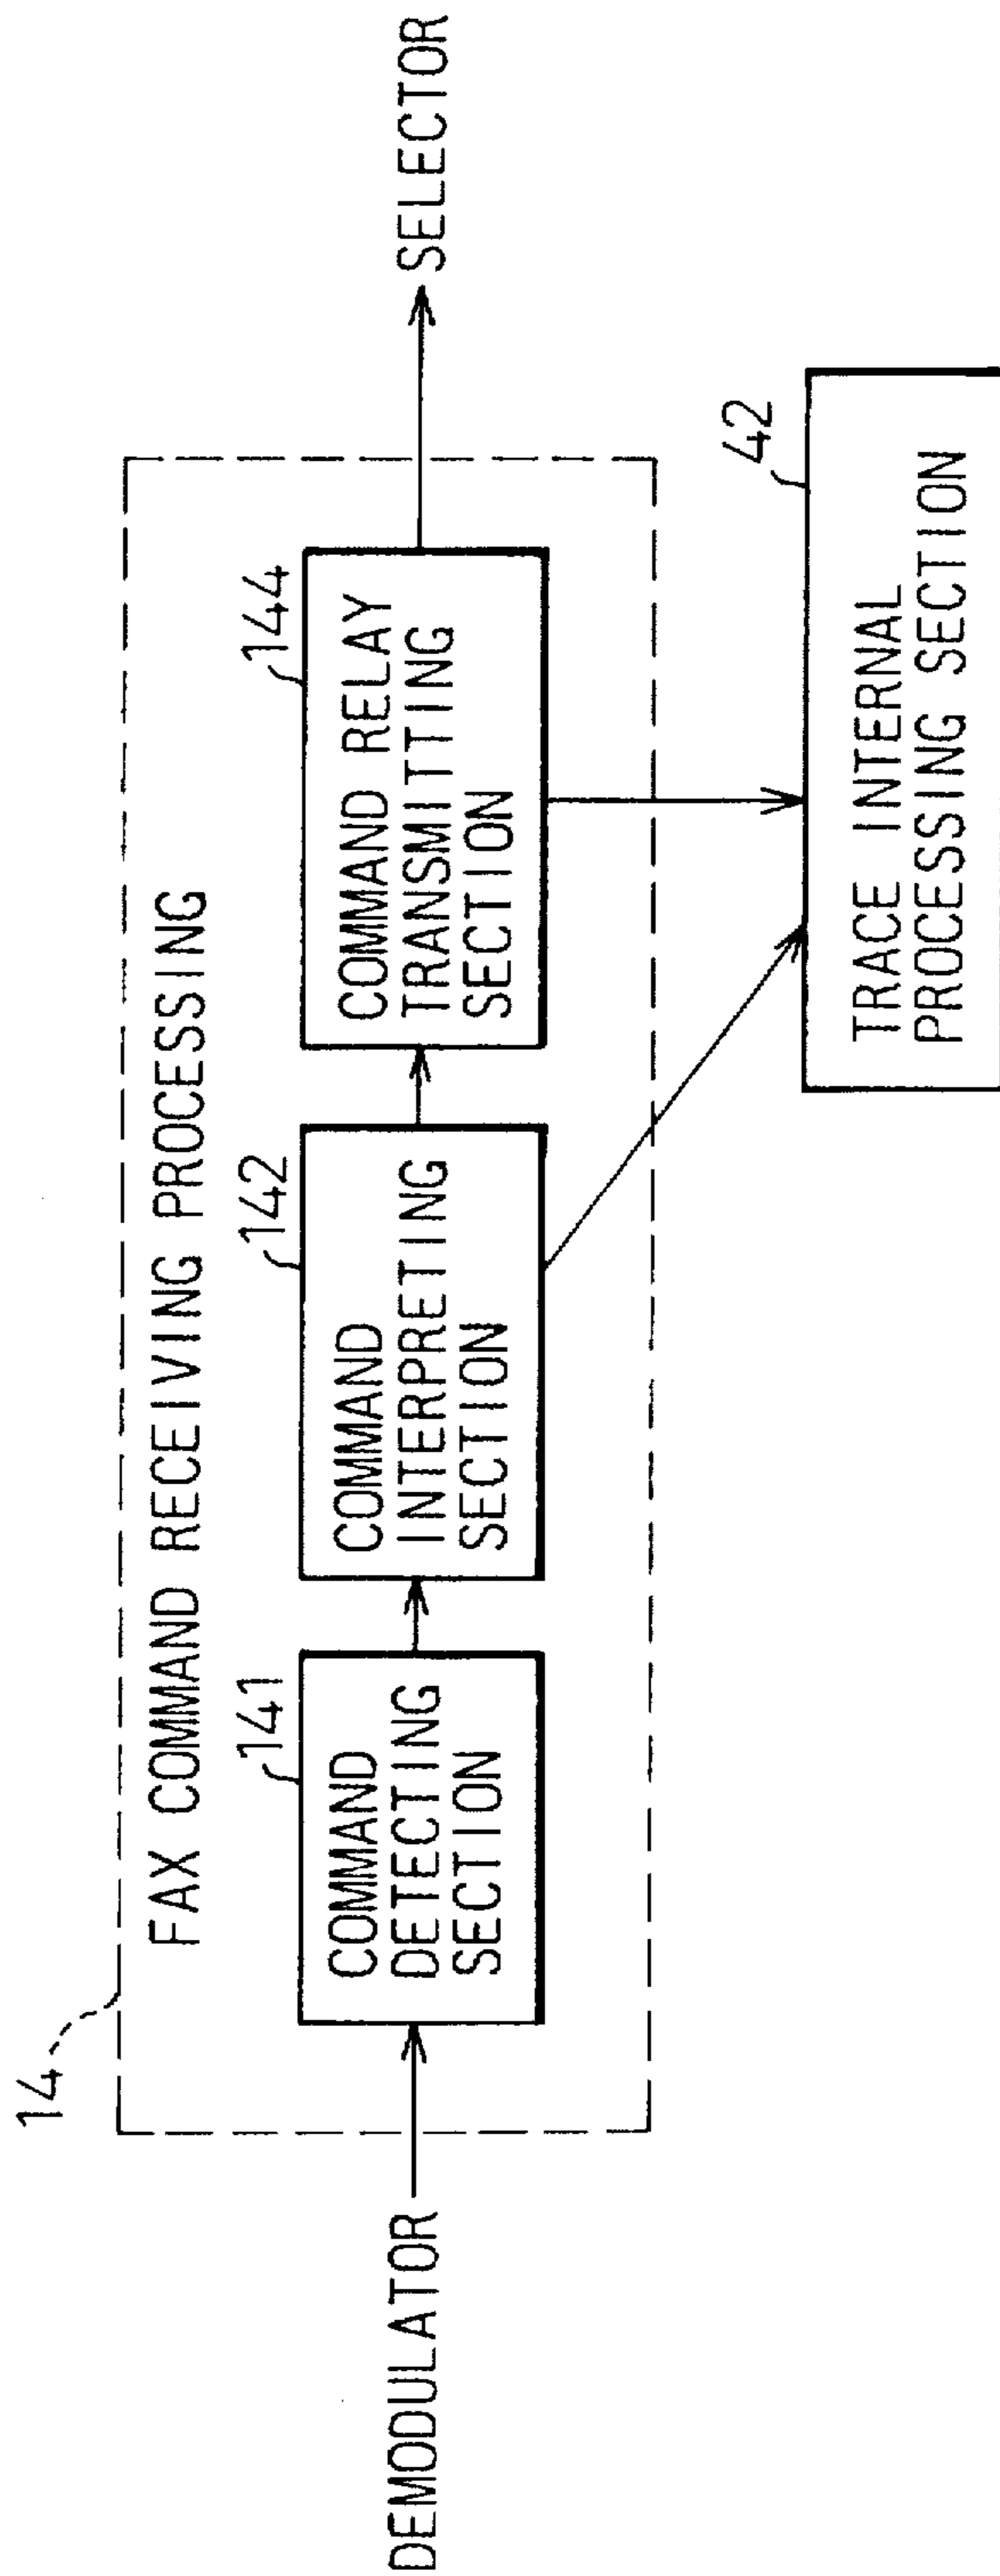 14
FAX COMMAND RECEIVING PROCESSING
DEMODULATOR
141
COMMAND
DETECTING
SECTION
142
COMMAND
INTERPRETING
SECTION
144
COMMAND RELAY
TRANSMITTING
SECTION
SELECTOR
42
TRACE INTERNAL
PROCESSING SECTION